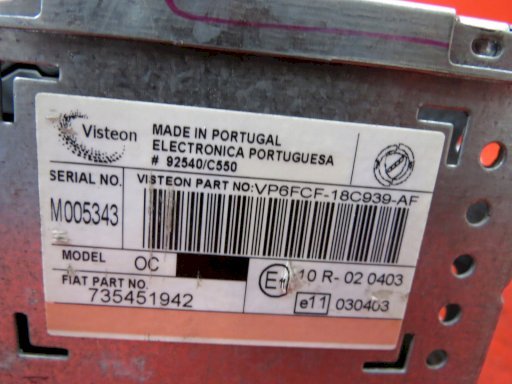 Visteon
MADE IN PORTUGAL
ELECTRONICA PORTUGUESA
# 92540/C550
SERIAL NO.
M005343
VISTEON PART NO:VP6FCF-18C939-AF
MODEL OC
FIAT PART NO.
735451942
10 R- 02 0403
e11 030403